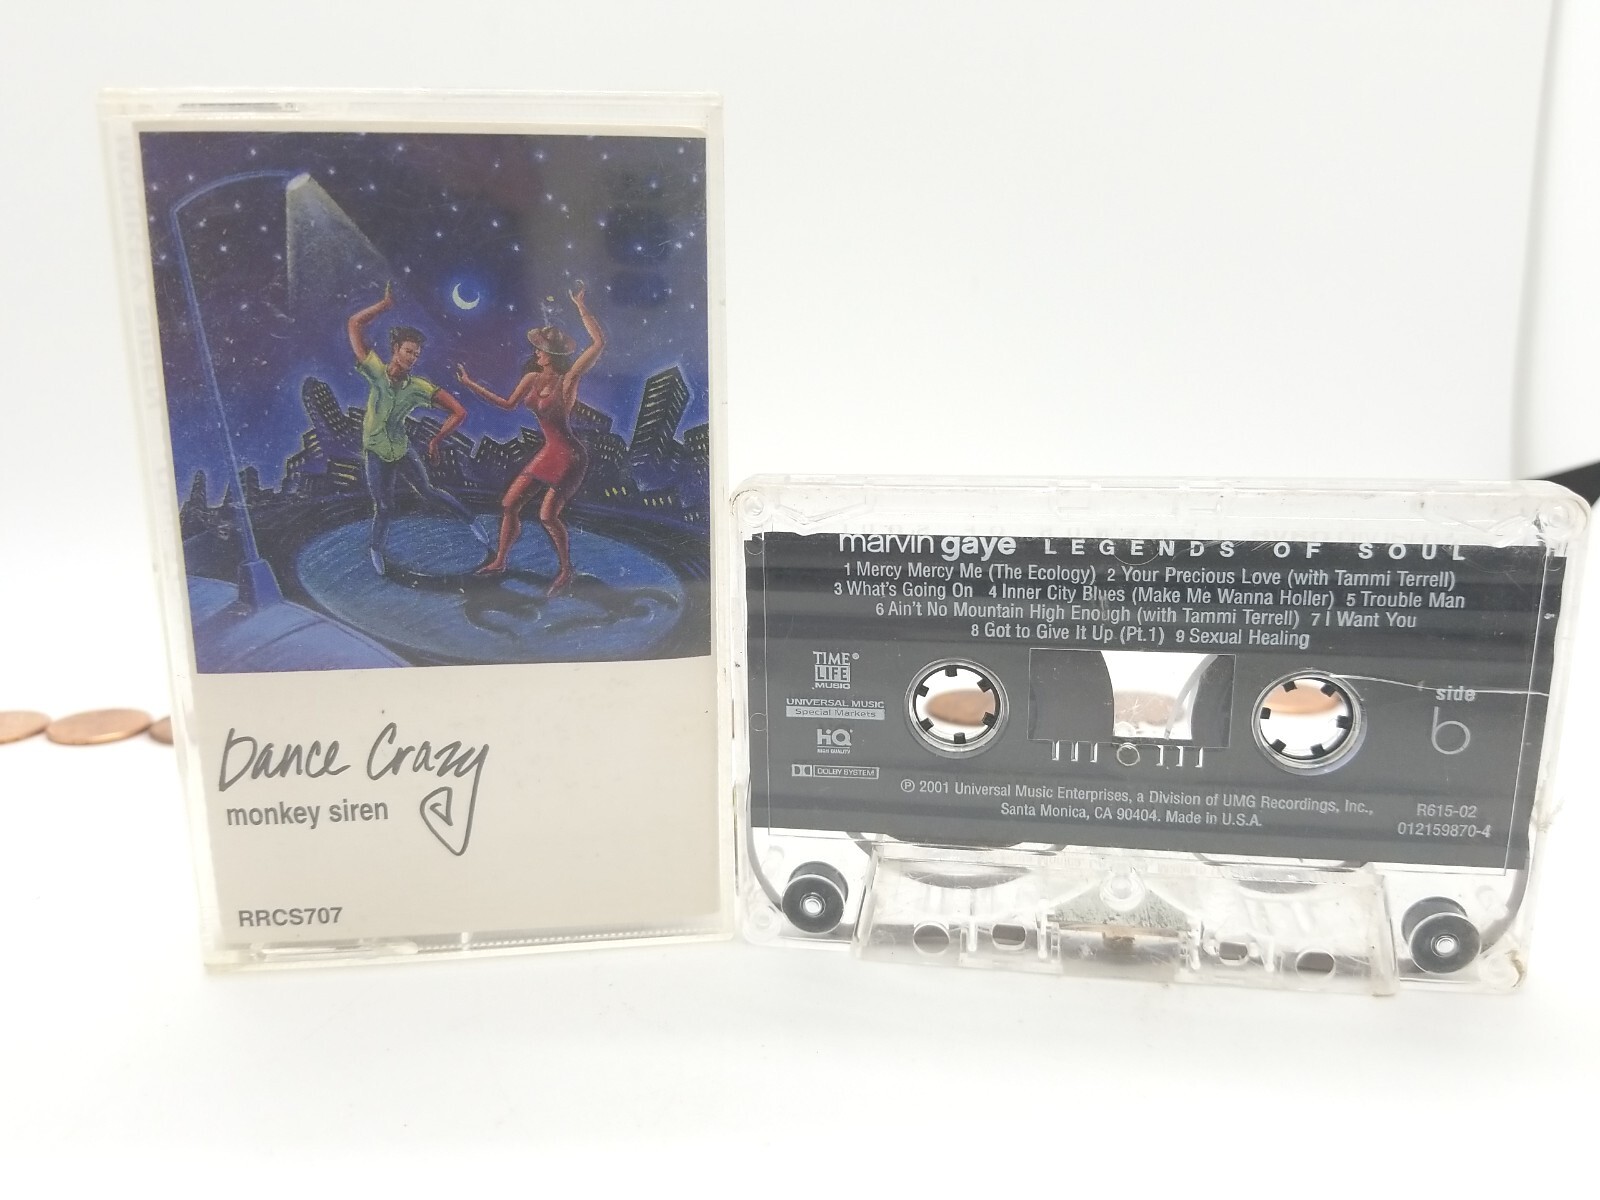 Dance Crazy
monkey siren
RRCS707
marvin gaye LEGENDS OF SOUL
1 Mercy Mercy Me (The Ecology) 2 Your Precious Love (with Tammi Terrell)
3 What's Going On 4 Inner City Blues (Make Me Wanna Holler) 5 Trouble Man
6 Ain't No Mountain High Enough (with Tammi Terrell) 7 I Want You
8 Got to Give It Up (Pt.1) 9 Sexual Healing
TIME®
LIFE
MUSIC
UNIVERSAL MUSIC
Special Markets
HiQ
HIGH QUALITY
DOLBY SYSTEM
side
b
℗ 2001 Universal Music Enterprises, a Division of UMG Recordings, Inc.,
Santa Monica, CA 90404. Made in U.S.A.
R615-02
012159870-4